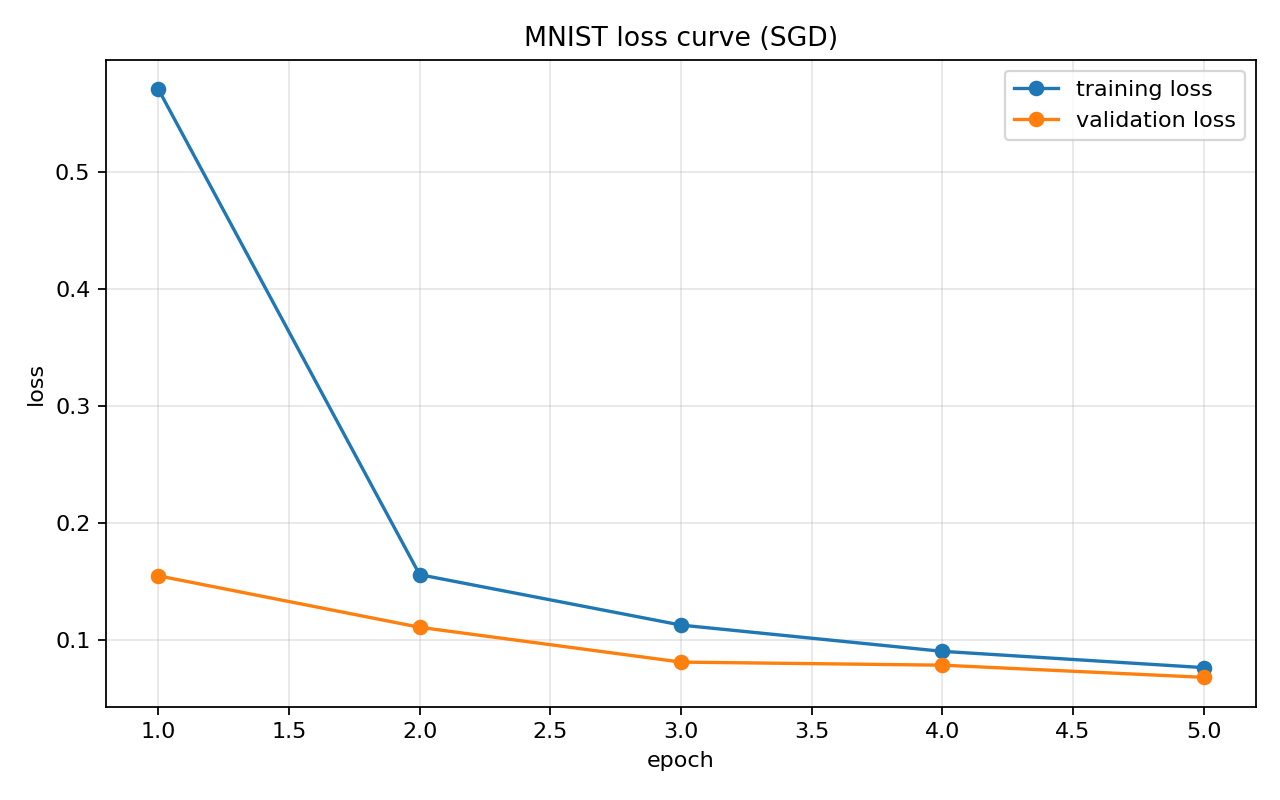 MNIST loss curve (SGD)
training loss
validation loss
0.5
0.4
0.3
0.2
0.1
loss
1.0 1.5 2.0 2.5 3.0 3.5 4.0 4.5 5.0
epoch